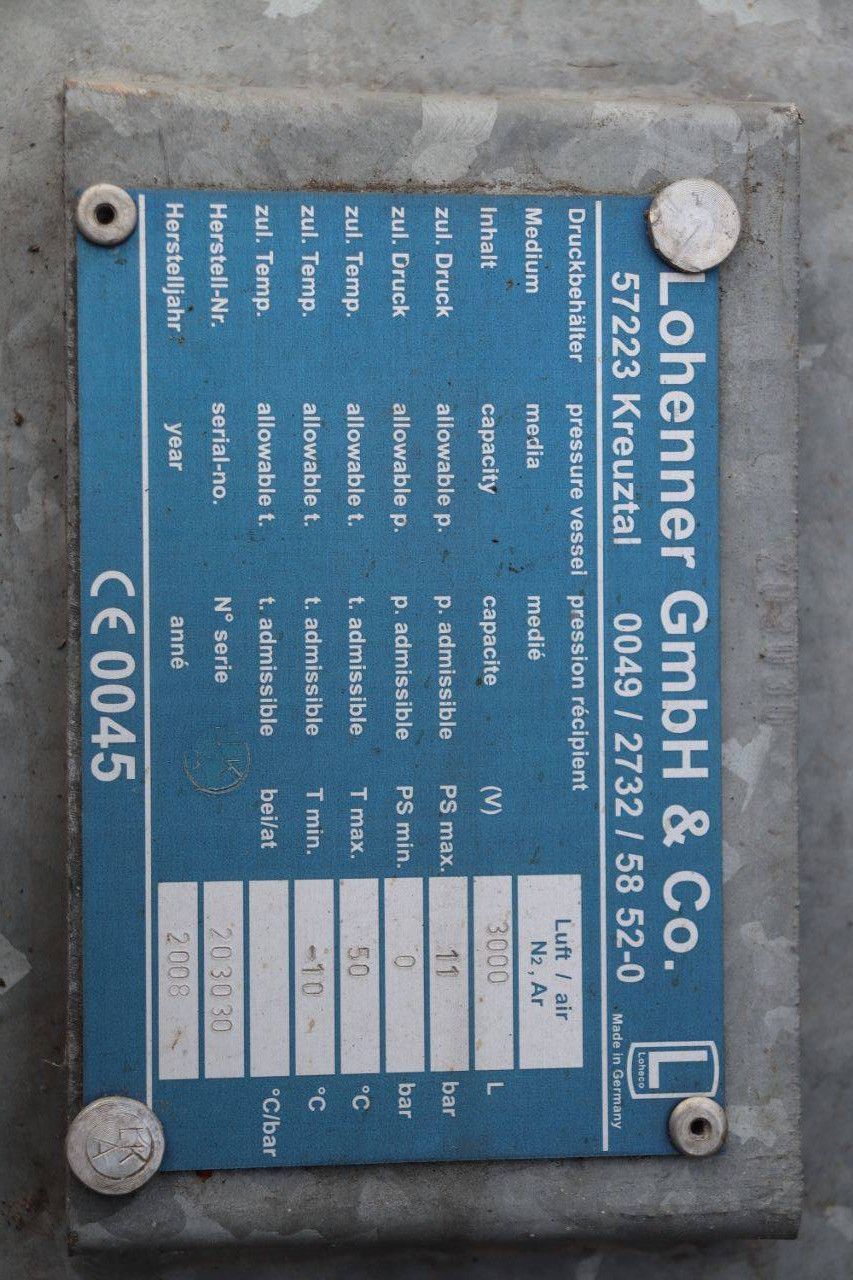 Lohenner GmbH & Co.
57223 Kreuztal 0049 / 2732 / 58 52-0
L
Loheco
Made in Germany
Druckbehälter pressure vessel pression récipient
Medium media medié Luft / air N₂, Ar
Inhalt capacity capacite (V) 3000 L
zul. Druck allowable p. p. admissible PS max. 11 bar
zul. Druck allowable p. p. admissible PS min. 0 bar
zul. Temp. allowable t. t. admissible T max. 50 °C
zul. Temp. allowable t. t. admissible T min. -10 °C
zul. Temp. allowable t. t. admissible bei/at °C/bar
Herstell-Nr. serial-no. N° serie 203030
Herstelljahr year anné 2008
CE 0045